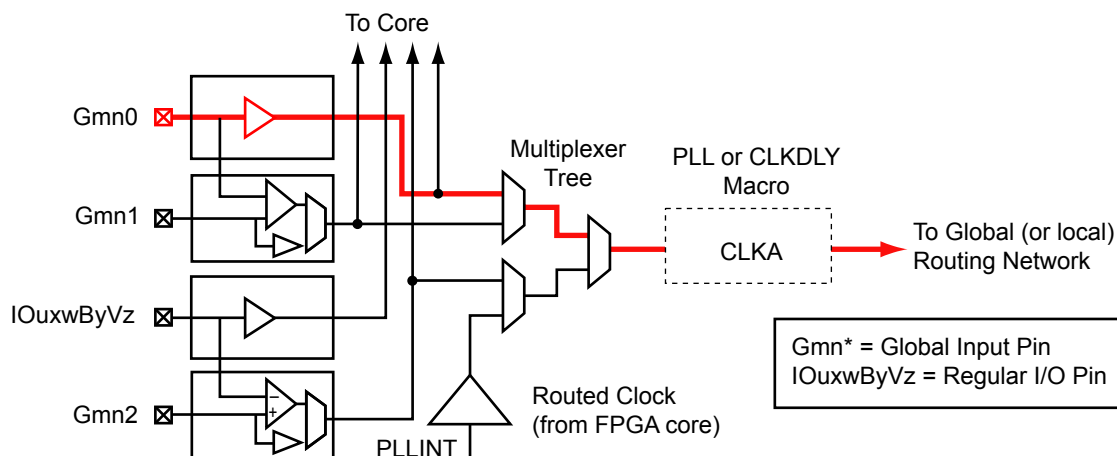 To Core
Gmn0
Multiplexer
Tree
PLL or CLKDLY
Macro
Gmn1
CLKA
To Global (or local)
Routing Network
IOuxwByVz
Gmn* = Global Input Pin
IOuxwByVz = Regular I/O Pin
−
+
Gmn2
Routed Clock
(from FPGA core)
PLLINT